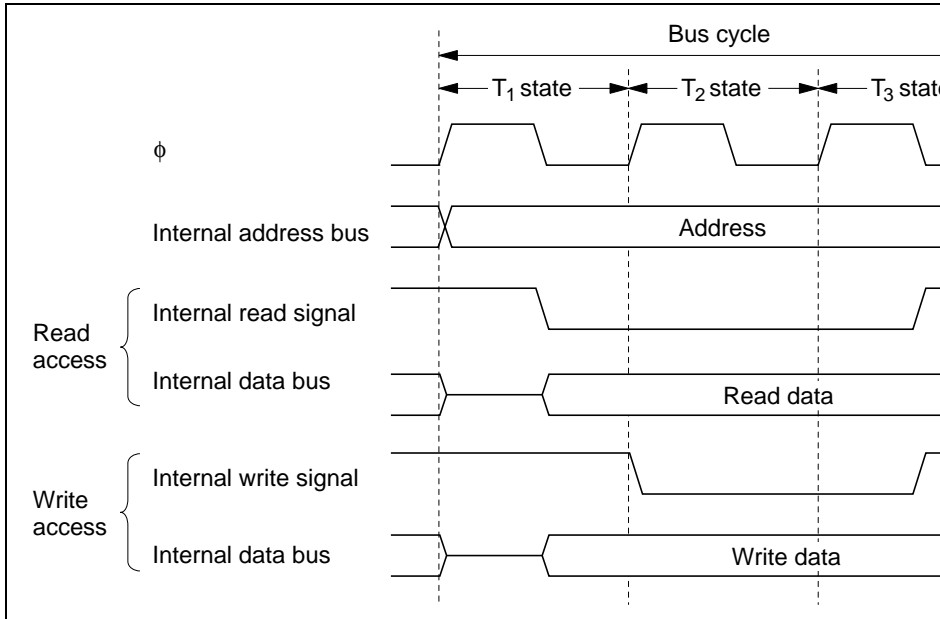 Bus cycle
T₁ state T₂ state T₃ state
ϕ
Internal address bus Address
Read access
Internal read signal
Internal data bus Read data
Write access
Internal write signal
Internal data bus Write data